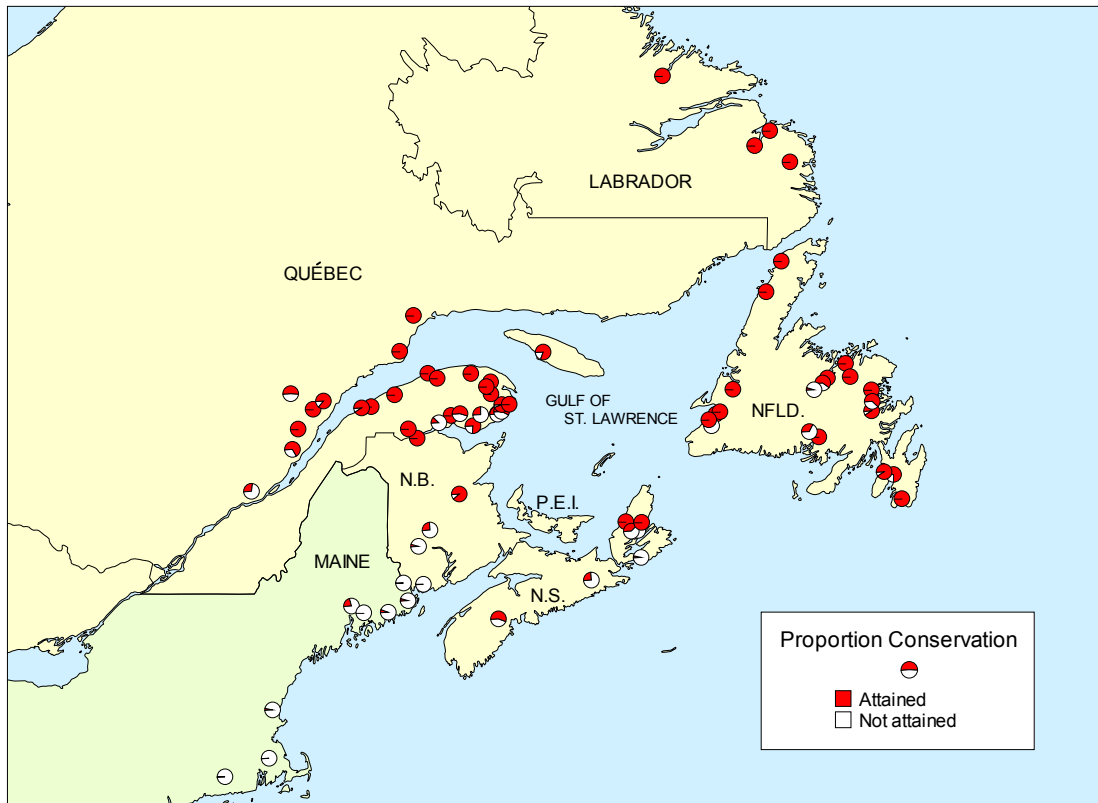 LABRADOR
QUÉBEC
GULF OF
ST. LAWRENCE
NFLD.
N.B.
P.E.I.
MAINE
N.S.
Proportion Conservation
Attained
Not attained